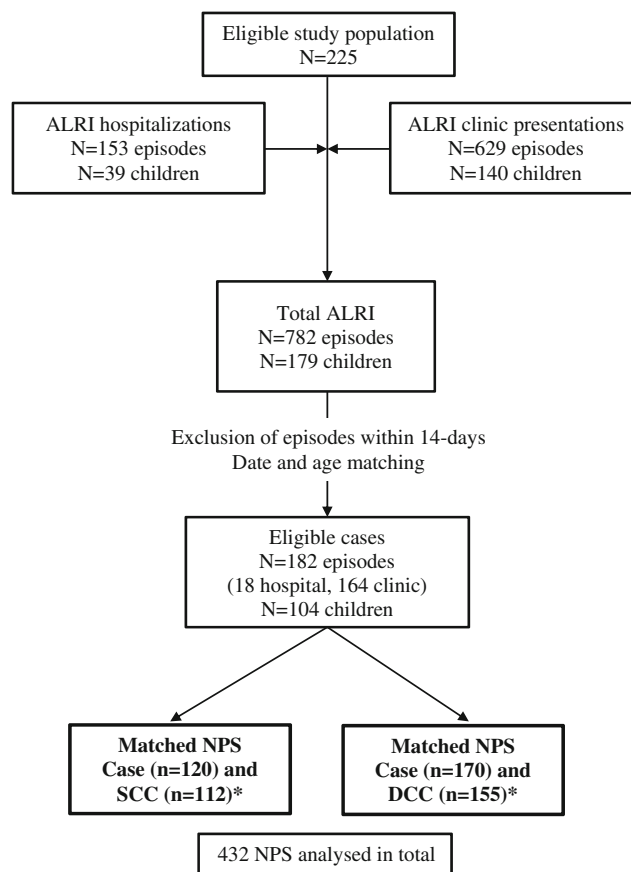 Eligible study population
N=225
ALRI hospitalizations
N=153 episodes
N=39 children
ALRI clinic presentations
N=629 episodes
N=140 children
Total ALRI
N=782 episodes
N=179 children
Exclusion of episodes within 14-days
Date and age matching
Eligible cases
N=182 episodes
(18 hospital, 164 clinic)
N=104 children
Matched NPS
Case (n=120) and
SCC (n=112)*
Matched NPS
Case (n=170) and
DCC (n=155)*
432 NPS analysed in total